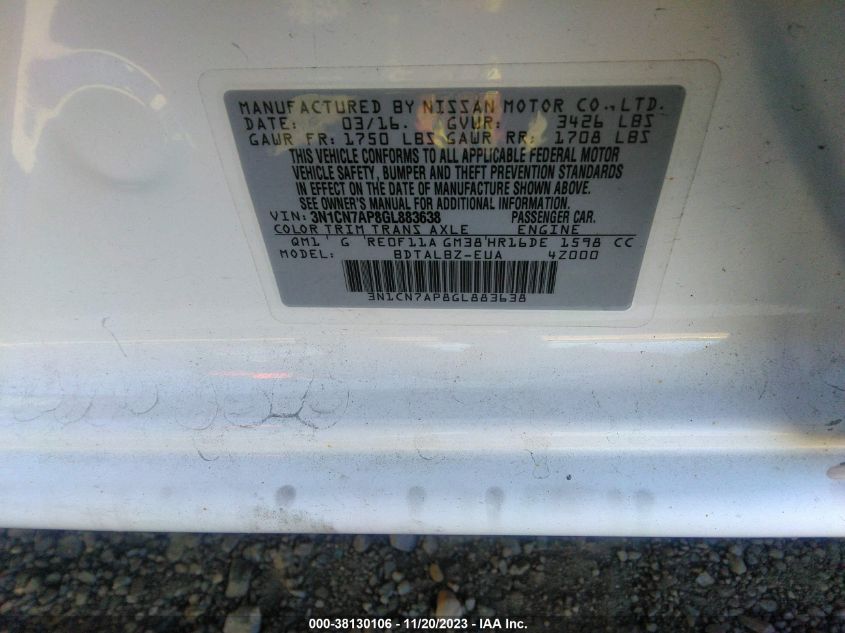 MANUFACTURED BY NISSAN MOTOR CO.,LTD.
DATE: 03/16. GVWR: 3426 LBS
GAWR FR: 1750 LBS GAWR RR: 1708 LBS
THIS VEHICLE CONFORMS TO ALL APPLICABLE FEDERAL MOTOR
VEHICLE SAFETY, BUMPER AND THEFT PREVENTION STANDARDS
IN EFFECT ON THE DATE OF MANUFACTURE SHOWN ABOVE.
SEE OWNER'S MANUAL FOR ADDITIONAL INFORMATION.
VIN: 3N1CN7AP8GL883638 PASSENGER CAR.
COLOR TRIM TRANS AXLE ENGINE
QM1' G 'RE0F11A GM38'HR16DE 1598 CC
MODEL: BDTALBZ-EUA 4Z000
3N1CN7AP8GL883638
000-38130106 - 11/20/2023 - IAA Inc.